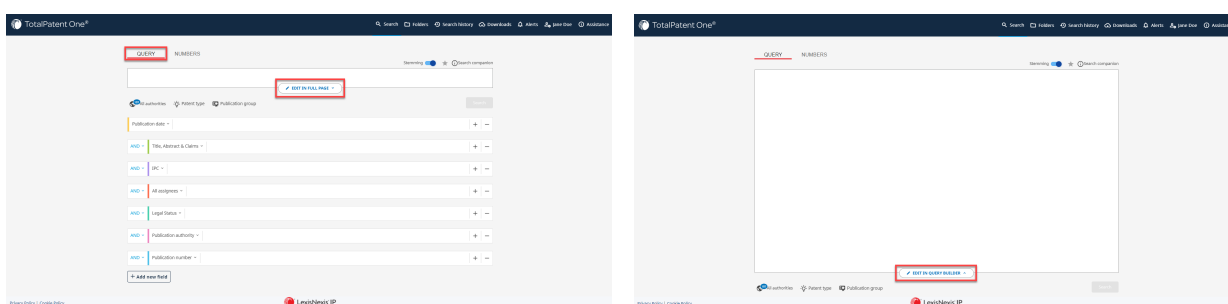 TotalPatent One®
Search Folders Search history Downloads Alerts Jane Doe Assistance
QUERY NUMBERS
Stemming Search companion
EDIT IN FULL PAGE
All authorities Patent type Publication group
Search
Publication date
AND Title, Abstract & Claims
AND IPC
AND All assignees
AND Legal Status
AND Publication authority
AND Publication number
+ Add new field
Privacy Policy | Cookie Policy
LexisNexis® IP
TotalPatent One®
Search Folders Search history Downloads Alerts Jane Doe Assistan
QUERY NUMBERS
Stemming Search companion
EDIT IN QUERY BUILDER
All authorities Patent type Publication group
Search
Privacy Policy | Cookie Policy
LexisNexis® IP